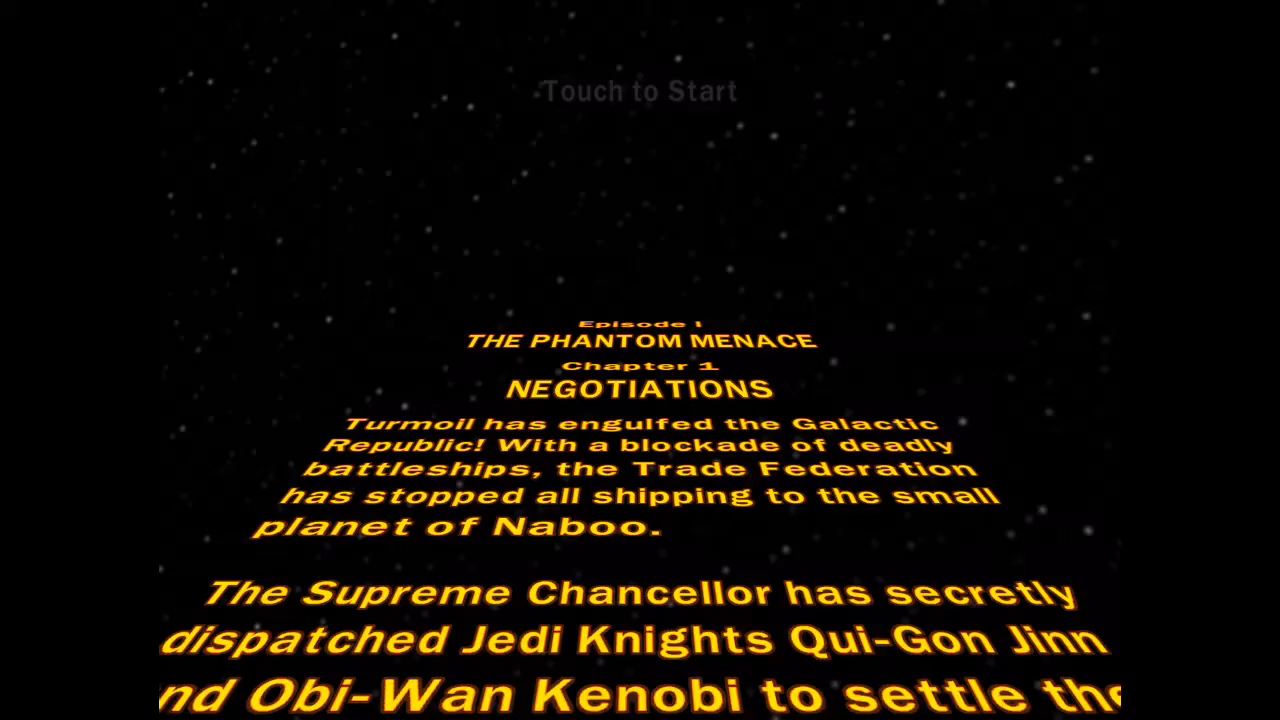 Touch to Start
Episode I
THE PHANTOM MENACE
Chapter 1
NEGOTIATIONS
Turmoil has engulfed the Galactic
Republic! With a blockade of deadly
battleships, the Trade Federation
has stopped all shipping to the small
planet of Naboo.
The Supreme Chancellor has secretly
dispatched Jedi Knights Qui-Gon Jinn
nd Obi-Wan Kenobi to settle the